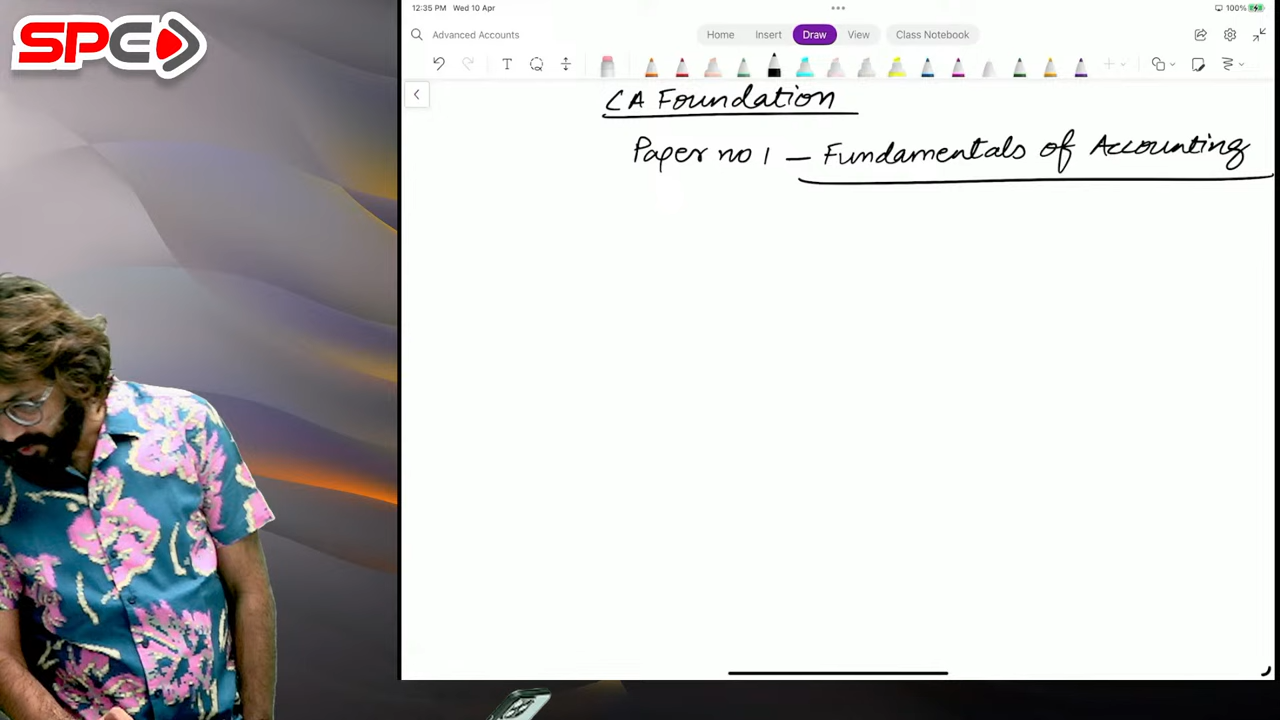 SPED
12:35 PM Wed 10 Apr
100%
Advanced Accounts
Home Insert Draw View Class Notebook
T
CA Foundation
Paper no 1 — Fundamentals of Accounting